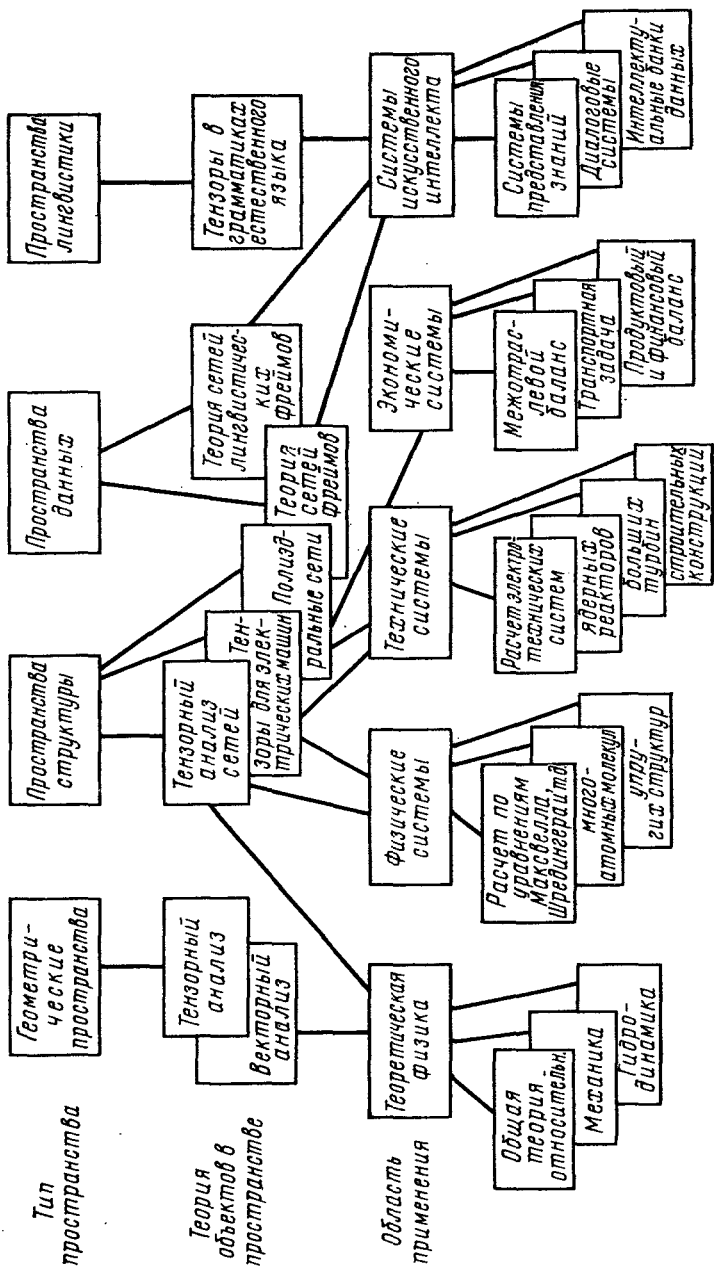 Тип
пространства
Геометри-
ческие
пространства
Пространства
структуры
Пространства
данных
Пространства
лингвистики
Теория
объектов в
пространстве
Тензорный
анализ
Векторный
анализ
Тензорный
анализ
сетей
Тен-
зоры для элек-
трических машин
Полиэд-
ральные сети
Теория
сетей
фреймов
Теория сетей
лингвистичес-
ких
фреймов
Тензоры в
грамматиках
естественного
языка
Область
применения
Теоретическая
физика
Физические
системы
Технические
системы
Экономи-
ческие
системы
Системы
искусственного
интеллекта
Общая
теория
относительн.
Механика
Гидро-
динамика
Расчет по
уравнениям
Максвелла,
Шредингера и т.д.
много-
атомных молекул
упру-
гих структур
Расчет электро-
технических
систем
ядерных
реакторов
больших
турбин
строительных
конструкций
Межотрас-
левой
баланс
Транспортная
задача
Продуктовый
и финансовый
баланс
Системы
представления
знаний
Диалоговые
системы
Интеллекту-
альные банки
данных